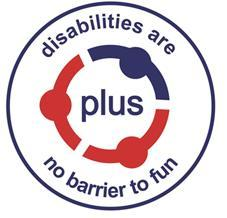 disabilities are
plus
no barrier to fun